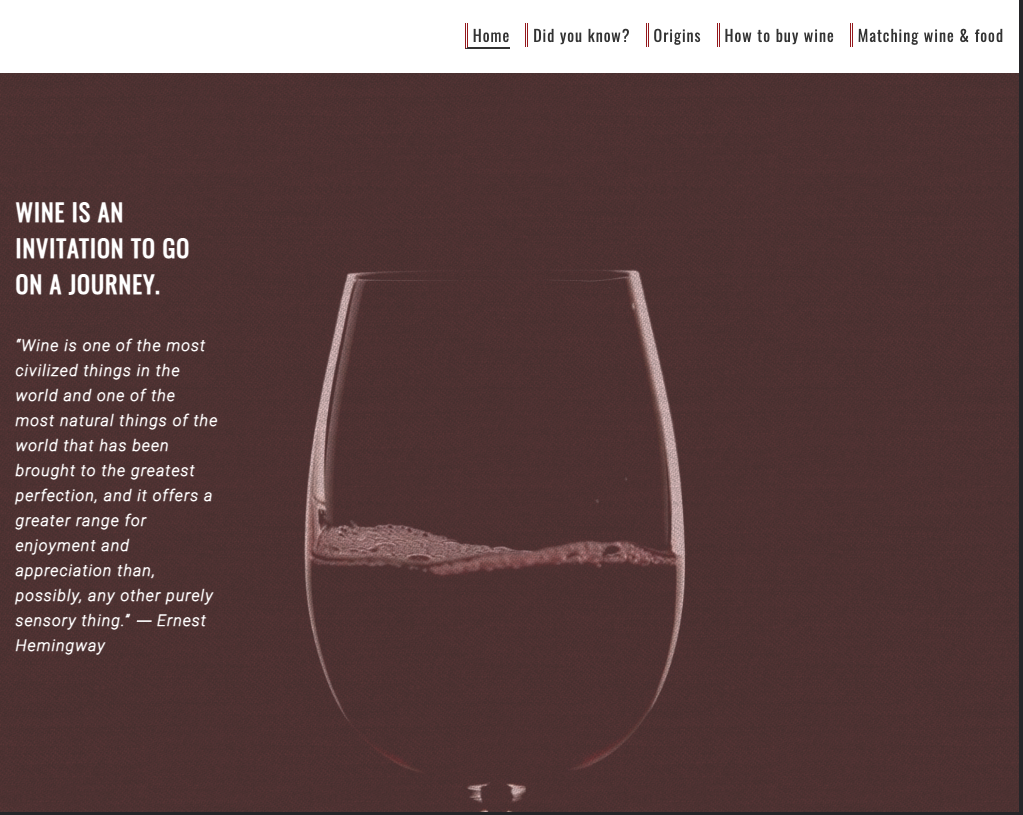 Home Did you know? Origins How to buy wine Matching wine & food
WINE IS AN
INVITATION TO GO
ON A JOURNEY.
“Wine is one of the most
civilized things in the
world and one of the
most natural things of the
world that has been
brought to the greatest
perfection, and it offers a
greater range for
enjoyment and
appreciation than,
possibly, any other purely
sensory thing.” — Ernest
Hemingway